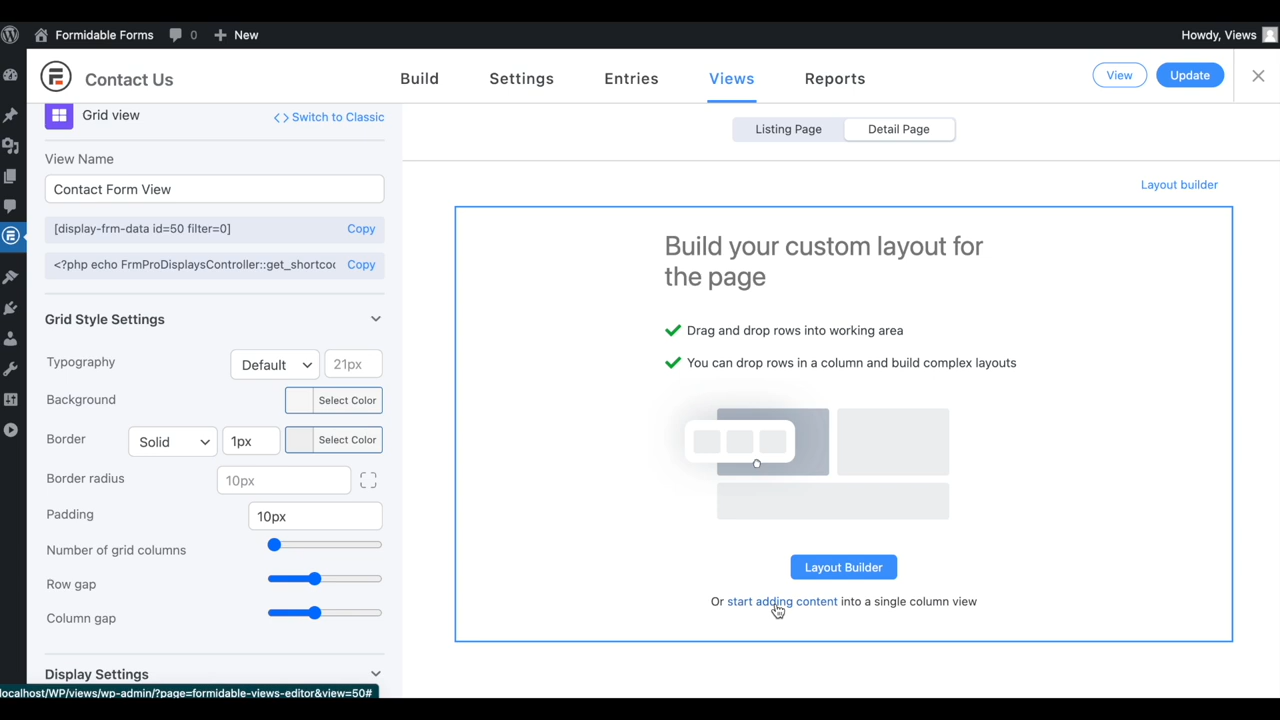 Formidable Forms 0 New Howdy, Views
Contact Us Build Settings Entries Views Reports View Update
Grid view Switch to Classic
View Name
Contact Form View
[display-frm-data id=50 filter=0] Copy
<?php echo FrmProDisplaysController::get_shortcoc Copy
Grid Style Settings
Typography Default 21px
Background Select Color
Border Solid 1px Select Color
Border radius 10px
Padding 10px
Number of grid columns
Row gap
Column gap
Display Settings
localhost/WP/views/wp-admin/?page=formidable-views-editor&view=50#
Listing Page Detail Page
Layout builder
Build your custom layout for
the page
Drag and drop rows into working area
You can drop rows in a column and build complex layouts
Layout Builder
Or start adding content into a single column view